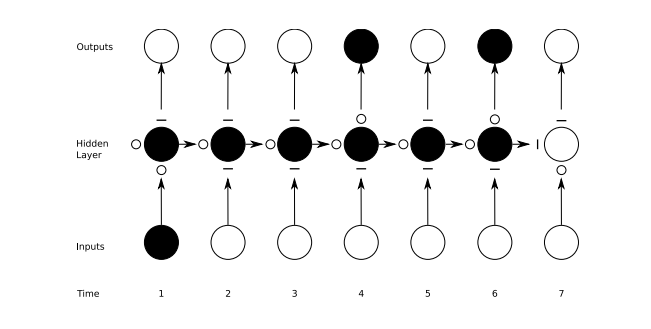 Outputs
Hidden
Layer
Inputs
Time 1 2 3 4 5 6 7